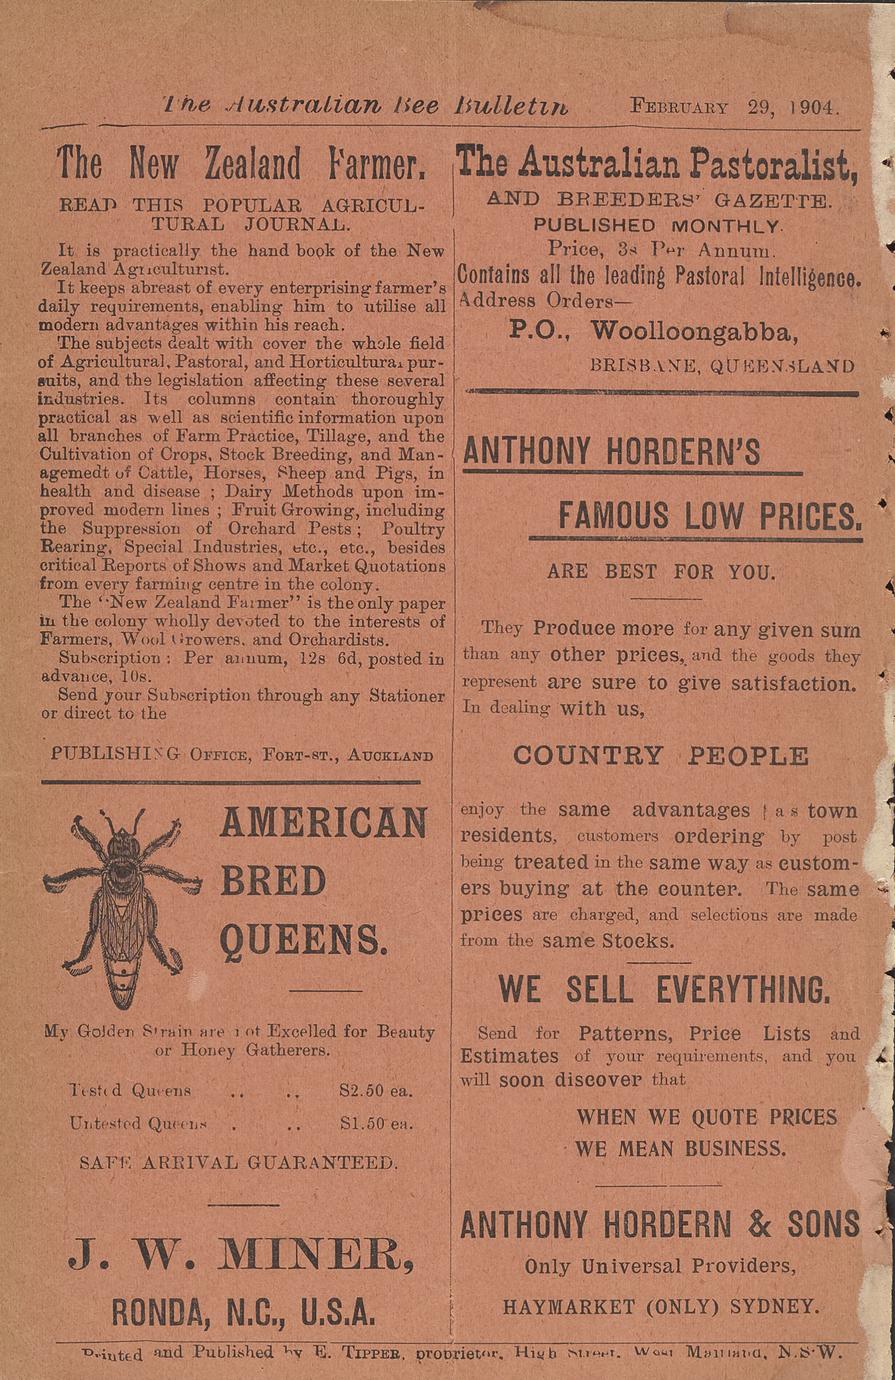 The Australian Bee Bulletin FEBRUARY 29, 1904.
The New Zealand Farmer.
READ THIS POPULAR AGRICUL-
TURAL JOURNAL.
It is practically the hand book of the New
Zealand Agriculturist.
It keeps abreast of every enterprising farmer's
daily requirements, enabling him to utilise all
modern advantages within his reach.
The subjects dealt with cover the whole field
of Agricultural, Pastoral, and Horticultural pur-
suits, and the legislation affecting these several
industries. Its columns contain thoroughly
practical as well as scientific information upon
all branches of Farm Practice, Tillage, and the
Cultivation of Crops, Stock Breeding, and Man-
agemedt of Cattle, Horses, Sheep and Pigs, in
health and disease ; Dairy Methods upon im-
proved modern lines ; Fruit Growing, including
the Suppression of Orchard Pests ; Poultry
Rearing, Special Industries, etc., etc., besides
critical Reports of Shows and Market Quotations
from every farming centre in the colony.
The "New Zealand Farmer" is the only paper
in the colony wholly devoted to the interests of
Farmers, Wool Growers, and Orchardists.
Subscription : Per annum, 12s 6d, posted in
advance, 10s.
Send your Subscription through any Stationer
or direct to the
PUBLISHING OFFICE, FORT-ST., AUCKLAND
AMERICAN
BRED
QUEENS.
My Golden Strain are not Excelled for Beauty
or Honey Gatherers.
Tested Queens .. .. S2.50 ea.
Untested Queens . .. S1.50 ea.
SAFE ARRIVAL GUARANTEED.
J. W. MINER,
RONDA, N.C., U.S.A.
The Australian Pastoralist,
AND BREEDERS' GAZETTE.
PUBLISHED MONTHLY.
Price, 3s Per Annum.
Contains all the leading Pastoral Intelligence.
Address Orders—
P.O., Woolloongabba,
BRISBANE, QUEENSLAND
ANTHONY HORDERN'S
FAMOUS LOW PRICES.
ARE BEST FOR YOU.
They Produce more for any given sum
than any other prices, and the goods they
represent are sure to give satisfaction.
In dealing with us,
COUNTRY PEOPLE
enjoy the same advantages as town
residents, customers ordering by post
being treated in the same way as custom-
ers buying at the counter. The same
prices are charged, and selections are made
from the same Stocks.
WE SELL EVERYTHING.
Send for Patterns, Price Lists and
Estimates of your requirements, and you
will soon discover that
WHEN WE QUOTE PRICES
WE MEAN BUSINESS.
ANTHONY HORDERN & SONS
Only Universal Providers,
HAYMARKET (ONLY) SYDNEY.
Printed and Published by E. TIPPER, proprietor, High Street, West Maitland, N.S.W.